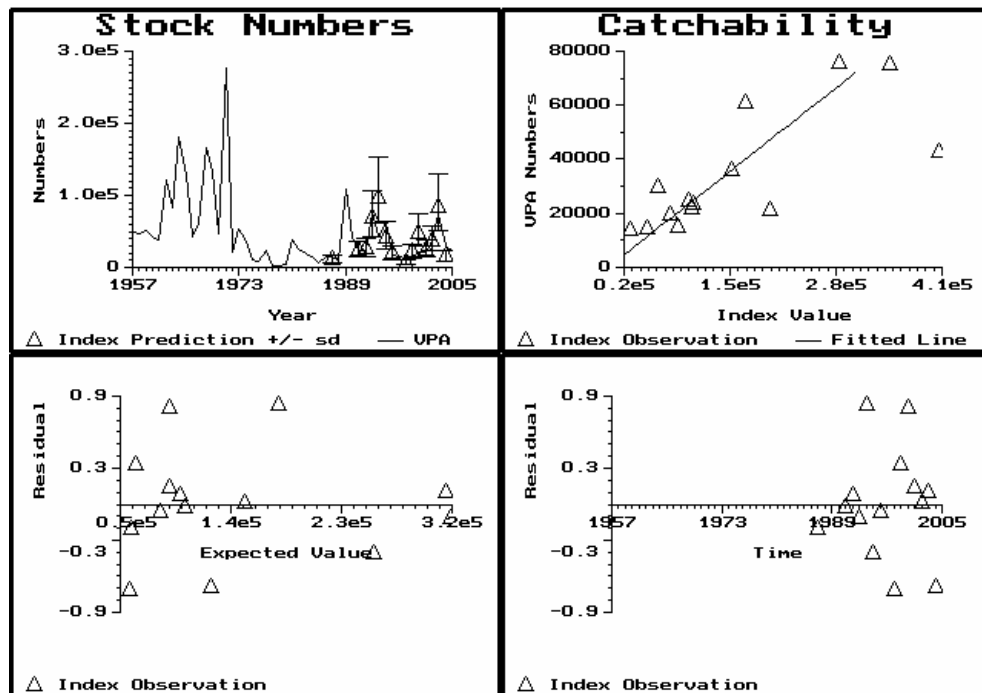 Stock Numbers
3.0e5
2.0e5
1.0e5
0
Numbers
1957 1973 1989 2005
Year
Index Prediction +/- sd VPA
Catchability
80000
60000
40000
20000
0
VPA Numbers
0.2e5 1.5e5 2.8e5 4.1e5
Index Value
Index Observation Fitted Line
0.9
0.3
-0.3
-0.9
Residual
0.5e5 1.4e5 2.3e5 3.2e5
Expected Value
Index Observation
0.9
0.3
-0.3
-0.9
Residual
1957 1973 1989 2005
Time
Index Observation